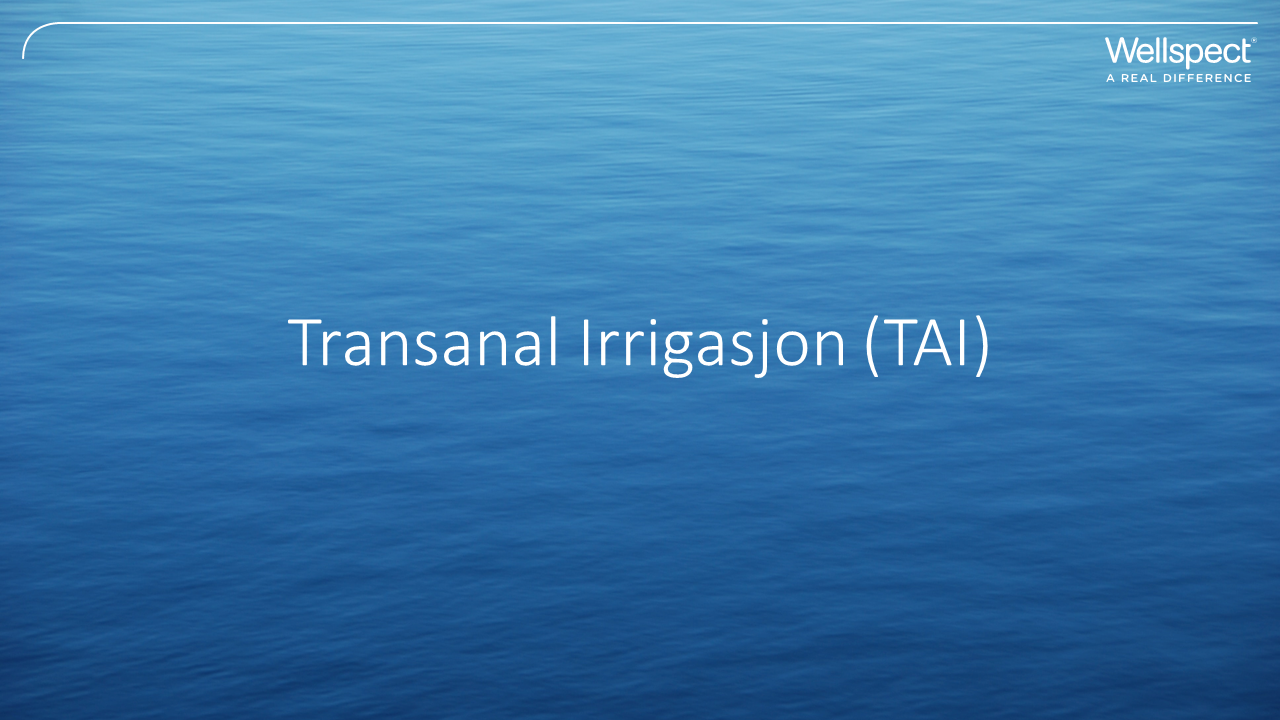 Wellspect®
A REAL DIFFERENCE
Transanal Irrigasjon (TAI)